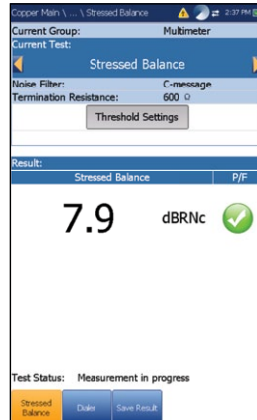 Copper Main \ ... \ Stressed Balance 2:37 PM
Current Group: Multimeter
Current Test:
Stressed Balance
Noise Filter: C-message
Termination Resistance: 600 Ω
Threshold Settings
Result:
Stressed Balance P/F
7.9 dBRNc
Test Status: Measurement in progress
Stressed Balance
Dialer
Save Result